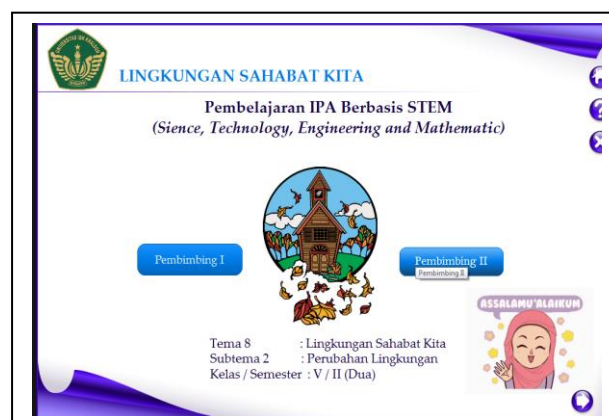 LINGKUNGAN SAHABAT KITA
Pembelajaran IPA Berbasis STEM
(Sience, Technology, Engineering and Mathematic)
Pembimbing I
Pembimbing II
Pembimbing II
ASSALAMU'ALAIKUM
Tema 8 : Lingkungan Sahabat Kita
Subtema 2 : Perubahan Lingkungan
Kelas / Semester : V / II (Dua)